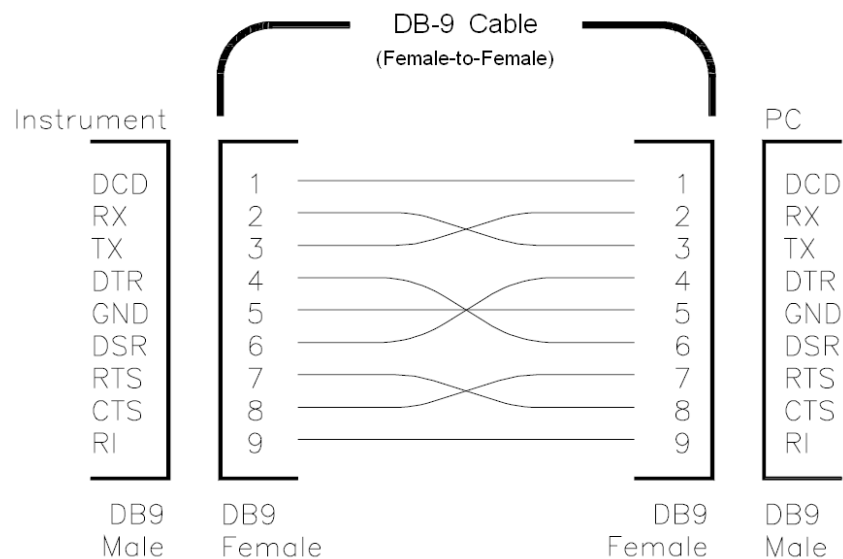 DB-9 Cable
(Female-to-Female)
Instrument PC
DCD 1 1 DCD
RX 2 2 RX
TX 3 3 TX
DTR 4 4 DTR
GND 5 5 GND
DSR 6 6 DSR
RTS 7 7 RTS
CTS 8 8 CTS
RI 9 9 RI
DB9 DB9 DB9 DB9
Male Female Female Male